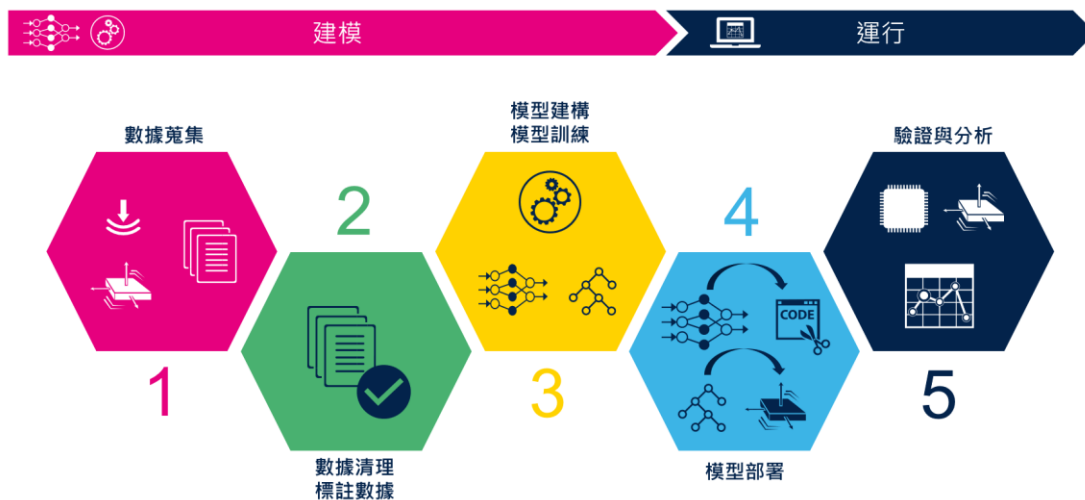 建模
運行
數據蒐集
1
2
數據清理
標註數據
模型建構
模型訓練
3
4
CODE
模型部署
驗證與分析
5